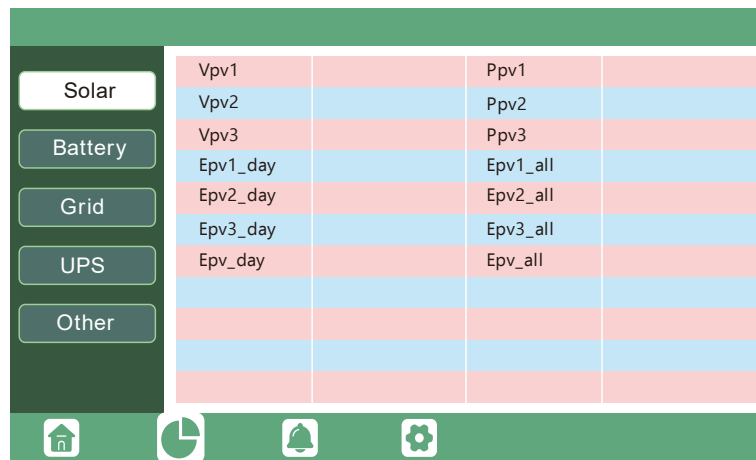 Solar
Battery
Grid
UPS
Other
Vpv1 Ppv1
Vpv2 Ppv2
Vpv3 Ppv3
Epv1_day Epv1_all
Epv2_day Epv2_all
Epv3_day Epv3_all
Epv_day Epv_all